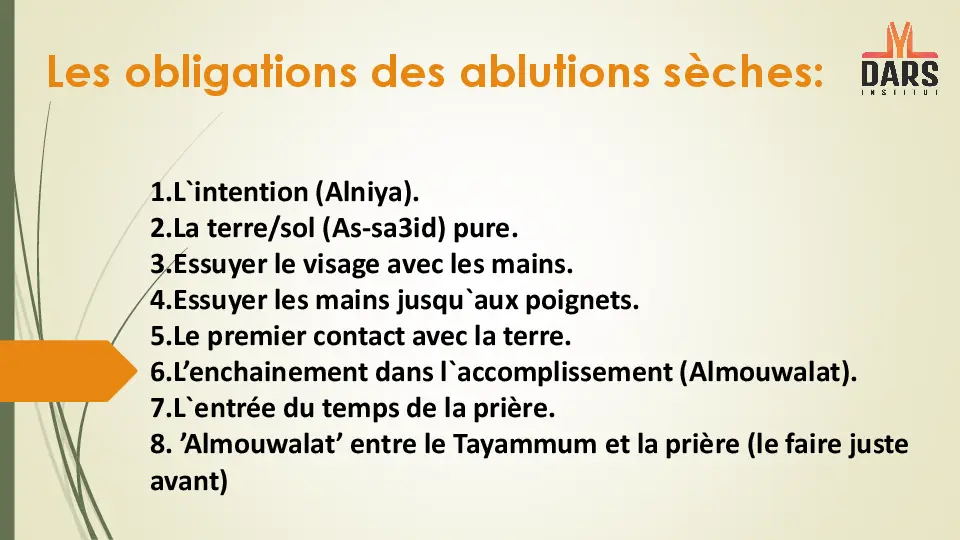 Les obligations des ablutions sèches:
DARS
INSTITUT
1.L`intention (Alniya).
2.La terre/sol (As-sa3id) pure.
3.Essuyer le visage avec les mains.
4.Essuyer les mains jusqu`aux poignets.
5.Le premier contact avec la terre.
6.L’enchainement dans l`accomplissement (Almouwalat).
7.L`entrée du temps de la prière.
8. ’Almouwalat’ entre le Tayammum et la prière (le faire juste
avant)